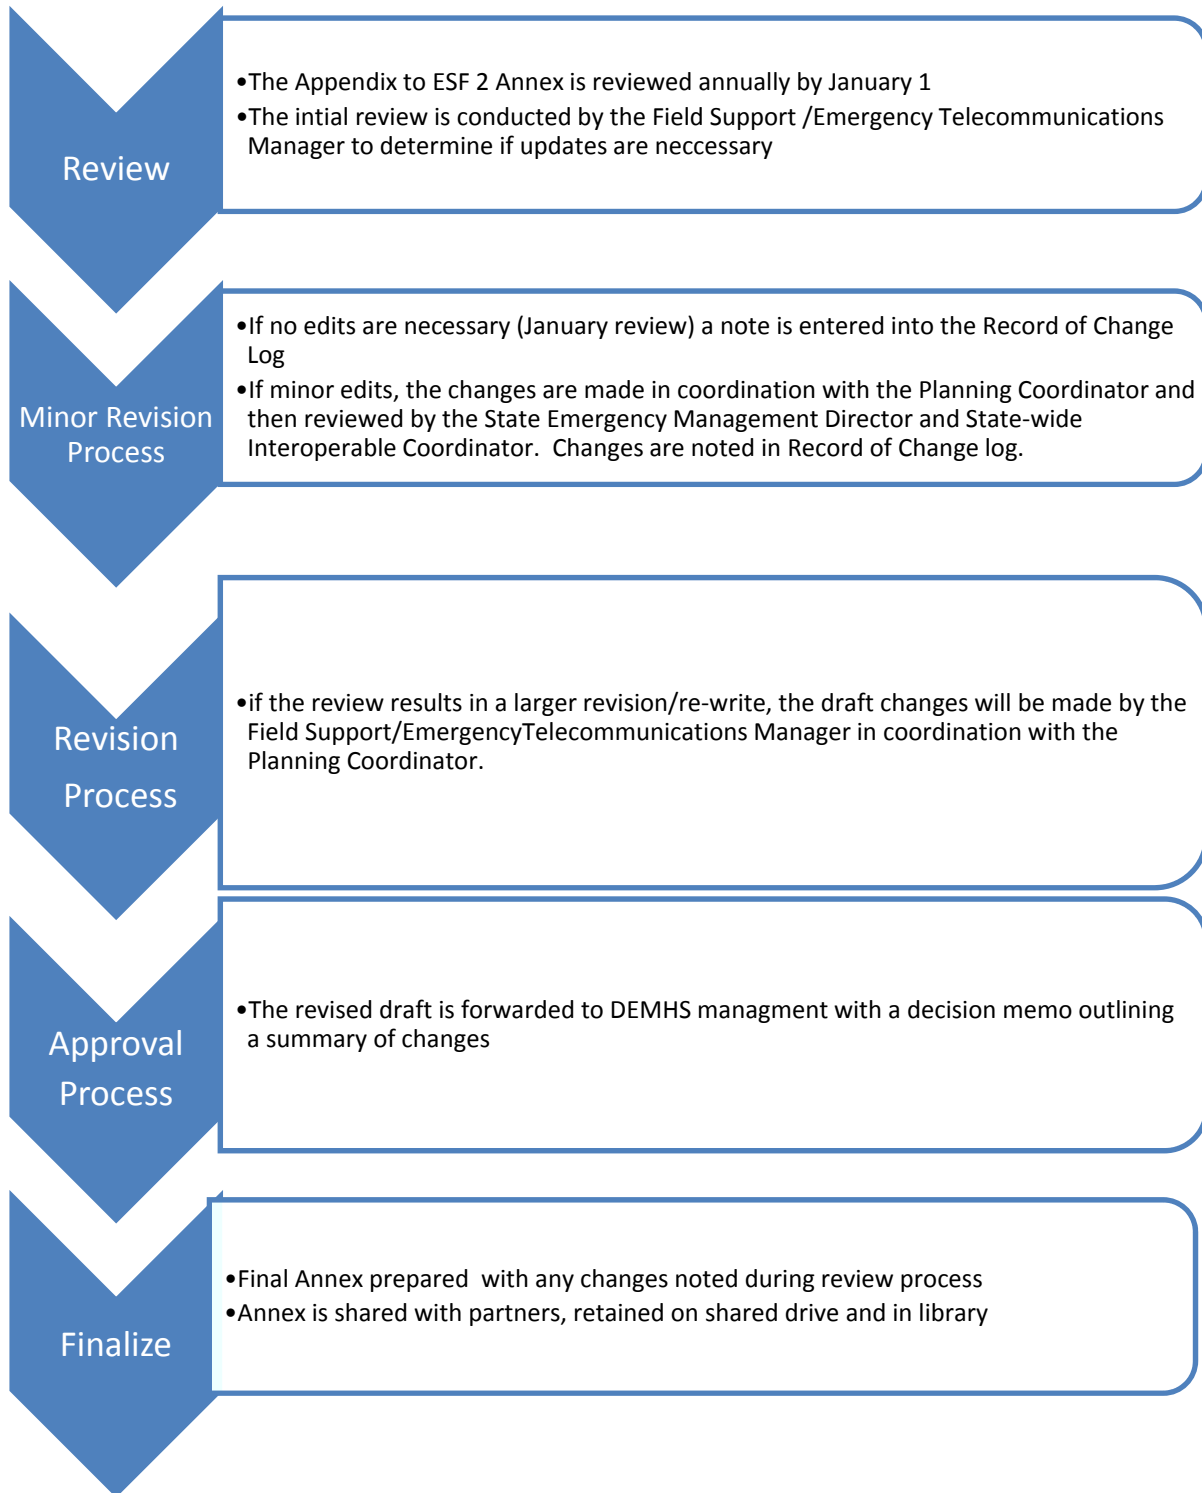 Review
•The Appendix to ESF 2 Annex is reviewed annually by January 1
•The intial review is conducted by the Field Support /Emergency Telecommunications
Manager to determine if updates are neccessary
Minor Revision
Process
•If no edits are necessary (January review) a note is entered into the Record of Change
Log
•If minor edits, the changes are made in coordination with the Planning Coordinator and
then reviewed by the State Emergency Management Director and State-wide
Interoperable Coordinator.  Changes are noted in Record of Change log.
Revision
Process
•if the review results in a larger revision/re-write, the draft changes will be made by the
Field Support/EmergencyTelecommunications Manager in coordination with the
Planning Coordinator.
Approval
Process
•The revised draft is forwarded to DEMHS managment with a decision memo outlining
a summary of changes
Finalize
•Final Annex prepared  with any changes noted during review process
•Annex is shared with partners, retained on shared drive and in library